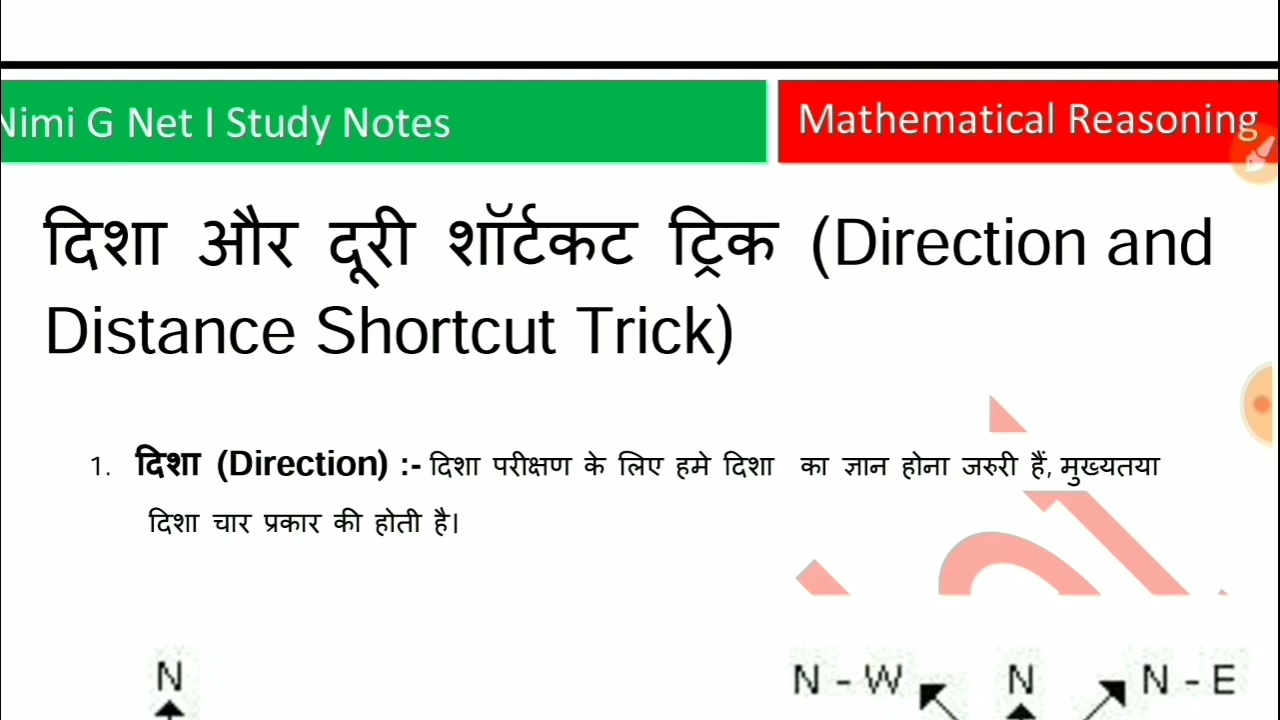 Nimi G Net I Study Notes
Mathematical Reasoning
दिशा और दूरी शॉर्टकट ट्रिक (Direction and
Distance Shortcut Trick)
1. दिशा (Direction) :- दिशा परीक्षण के लिए हमे दिशा का ज्ञान होना जरुरी हैं, मुख्यतया
दिशा चार प्रकार की होती है।
N
N - W N N - E